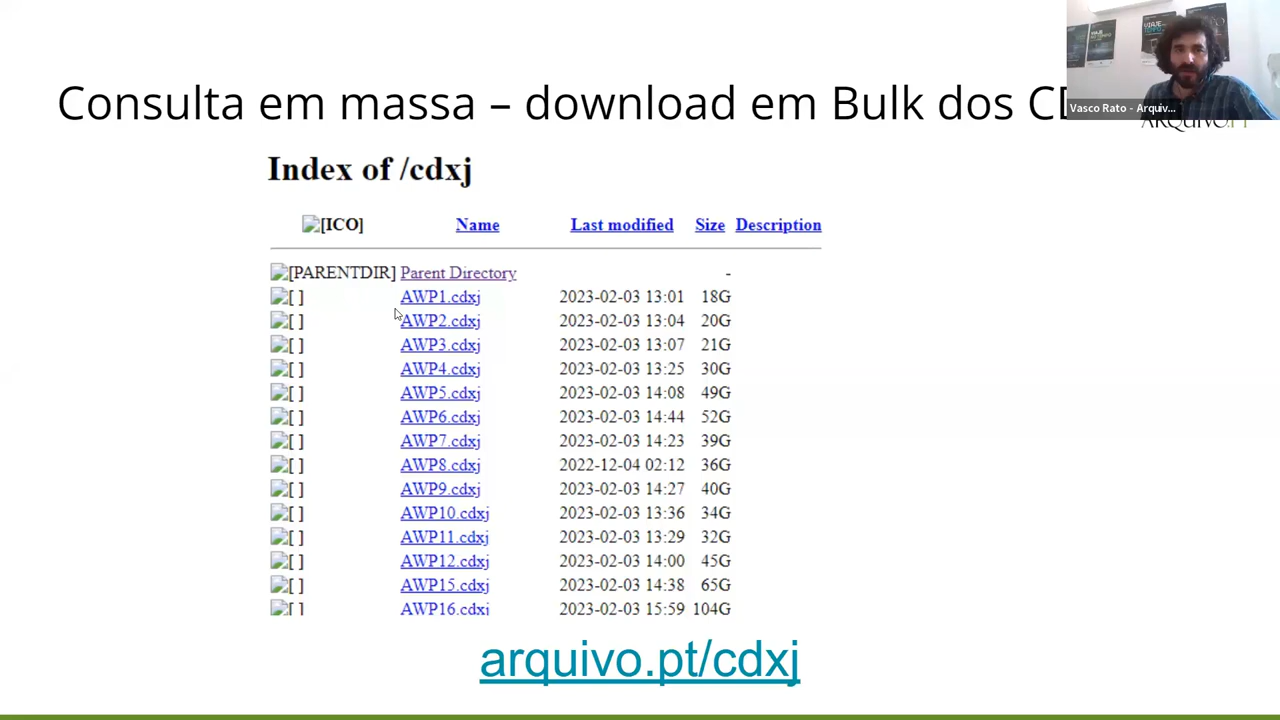 Consulta em massa – download em Bulk dos
Vasco Rato - Arquiv...
ARQUIVO.PT
Index of /cdxj
[ICO] Name Last modified Size Description
[PARENTDIR] Parent Directory -
[ ] AWP1.cdxj 2023-02-03 13:01 18G
[ ] AWP2.cdxj 2023-02-03 13:04 20G
[ ] AWP3.cdxj 2023-02-03 13:07 21G
[ ] AWP4.cdxj 2023-02-03 13:25 30G
[ ] AWP5.cdxj 2023-02-03 14:08 49G
[ ] AWP6.cdxj 2023-02-03 14:44 52G
[ ] AWP7.cdxj 2023-02-03 14:23 39G
[ ] AWP8.cdxj 2022-12-04 02:12 36G
[ ] AWP9.cdxj 2023-02-03 14:27 40G
[ ] AWP10.cdxj 2023-02-03 13:36 34G
[ ] AWP11.cdxj 2023-02-03 13:29 32G
[ ] AWP12.cdxj 2023-02-03 14:00 45G
[ ] AWP15.cdxj 2023-02-03 14:38 65G
[ ] AWP16.cdxj 2023-02-03 15:59 104G
arquivo.pt/cdxj